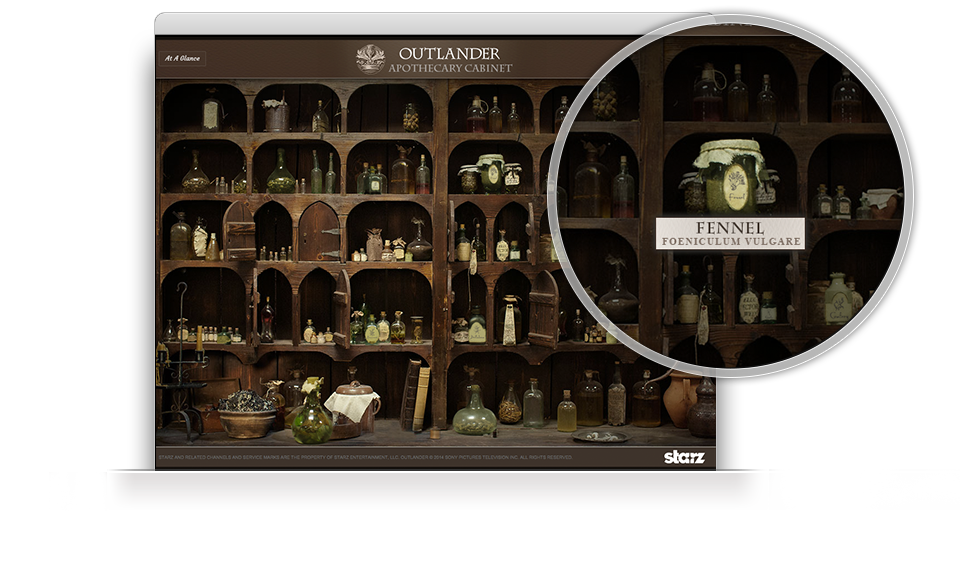 At A Glance
OUTLANDER
APOTHECARY CABINET
Fennel
FENNEL
FOENICULUM VULGARE
STARZ AND RELATED CHANNELS AND SERVICE MARKS ARE THE PROPERTY OF STARZ ENTERTAINMENT, LLC. OUTLANDER © 2014 SONY PICTURES TELEVISION INC. ALL RIGHTS RESERVED.
starz